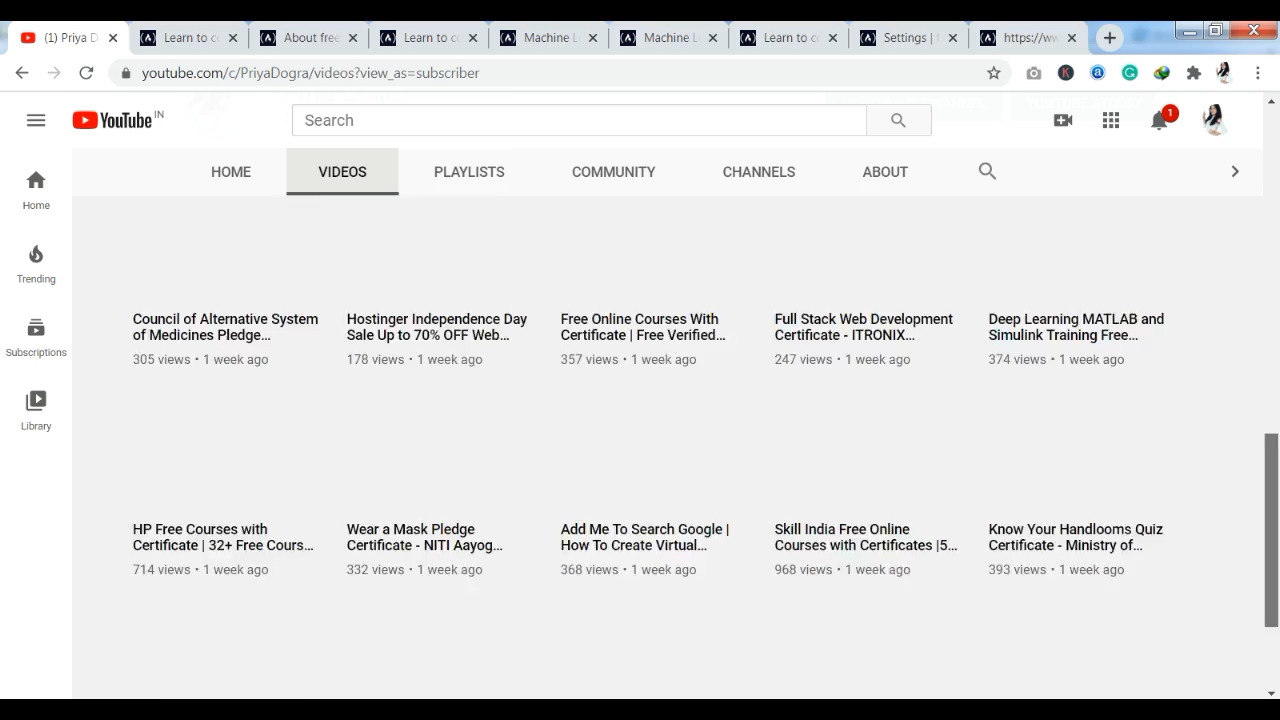 (1) Priya D
Learn to c
About free
Learn to c
Machine L
Machine L
Learn to c
Settings |
https://ww
youtube.com/c/PriyaDogra/videos?view_as=subscriber
YouTube IN
Search
1
HOME
VIDEOS
PLAYLISTS
COMMUNITY
CHANNELS
ABOUT
Home
Trending
Subscriptions
Library
Council of Alternative System
of Medicines Pledge...
305 views • 1 week ago
Hostinger Independence Day
Sale Up to 70% OFF Web...
178 views • 1 week ago
Free Online Courses With
Certificate | Free Verified...
357 views • 1 week ago
Full Stack Web Development
Certificate - ITRONIX...
247 views • 1 week ago
Deep Learning MATLAB and
Simulink Training Free...
374 views • 1 week ago
HP Free Courses with
Certificate | 32+ Free Cours...
714 views • 1 week ago
Wear a Mask Pledge
Certificate - NITI Aayog...
332 views • 1 week ago
Add Me To Search Google |
How To Create Virtual...
368 views • 1 week ago
Skill India Free Online
Courses with Certificates |5...
968 views • 1 week ago
Know Your Handlooms Quiz
Certificate - Ministry of...
393 views • 1 week ago